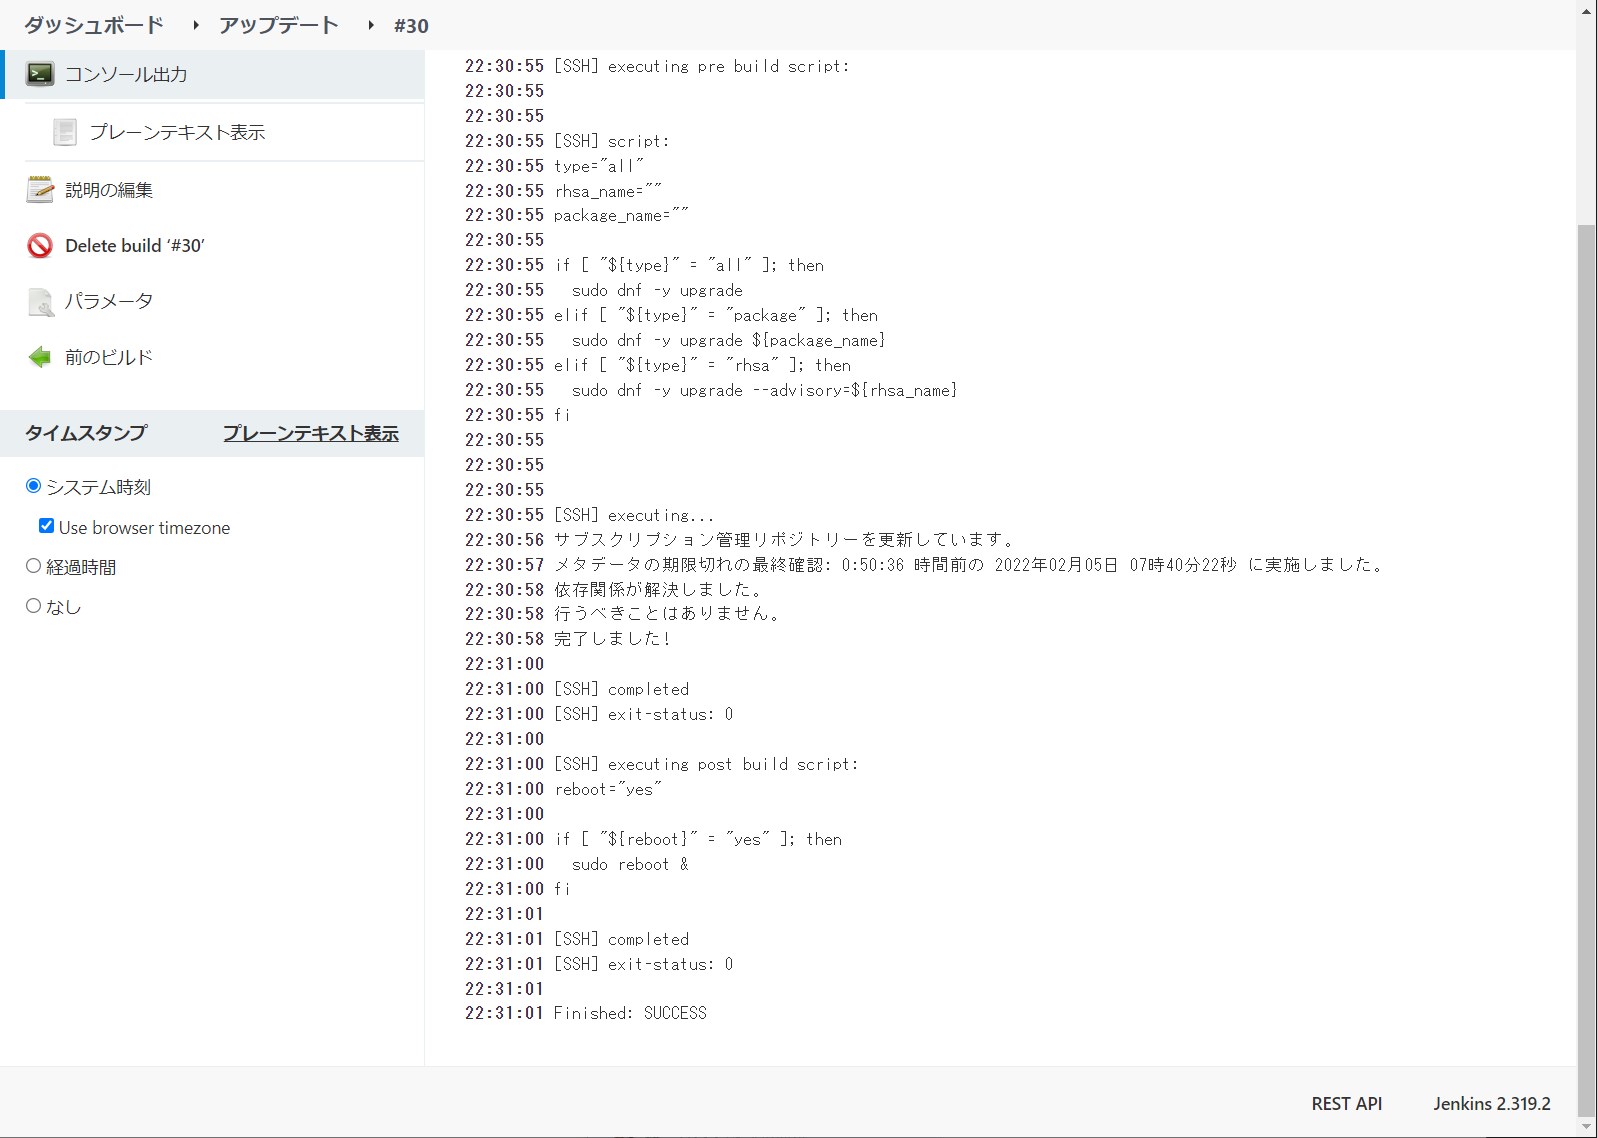 ダッシュボード ▸ アップデート ▸ #30
コンソール出力
プレーンテキスト表示
説明の編集
Delete build ‘#30’
パラメータ
前のビルド
タイムスタンプ プレーンテキスト表示
システム時刻
Use browser timezone
経過時間
なし
22:30:55 [SSH] executing pre build script:
22:30:55
22:30:55
22:30:55 [SSH] script:
22:30:55 type="all"
22:30:55 rhsa_name=""
22:30:55 package_name=""
22:30:55
22:30:55 if [ "${type}" = "all" ]; then
22:30:55   sudo dnf -y upgrade
22:30:55 elif [ "${type}" = "package" ]; then
22:30:55   sudo dnf -y upgrade ${package_name}
22:30:55 elif [ "${type}" = "rhsa" ]; then
22:30:55   sudo dnf -y upgrade --advisory=${rhsa_name}
22:30:55 fi
22:30:55
22:30:55
22:30:55
22:30:55 [SSH] executing...
22:30:56 サブスクリプション管理リポジトリーを更新しています。
22:30:57 メタデータの期限切れの最終確認: 0:50:36 時間前の 2022年02月05日 07時40分22秒 に実施しました。
22:30:58 依存関係が解決しました。
22:30:58 行うべきことはありません。
22:30:58 完了しました!
22:31:00
22:31:00 [SSH] completed
22:31:00 [SSH] exit-status: 0
22:31:00
22:31:00 [SSH] executing post build script:
22:31:00 reboot="yes"
22:31:00
22:31:00 if [ "${reboot}" = "yes" ]; then
22:31:00   sudo reboot &
22:31:00 fi
22:31:01
22:31:01 [SSH] completed
22:31:01 [SSH] exit-status: 0
22:31:01
22:31:01 Finished: SUCCESS
REST API Jenkins 2.319.2